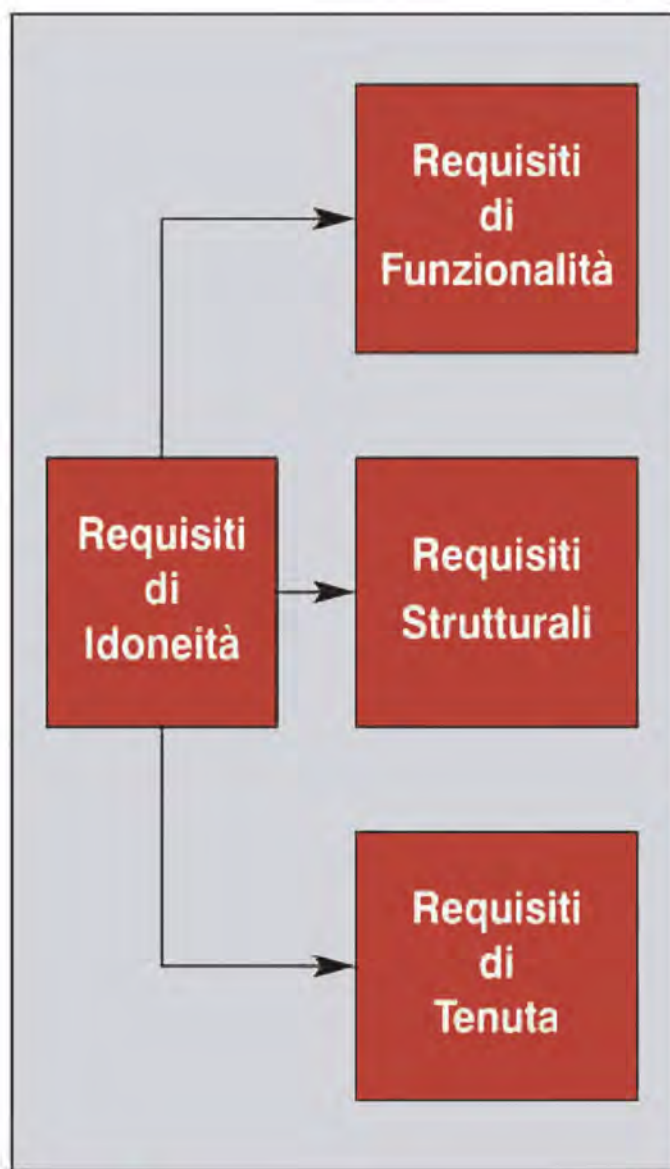 Requisiti
di
Funzionalità
Requisiti
di
Idoneità
Requisiti
Strutturali
Requisiti
di
Tenuta